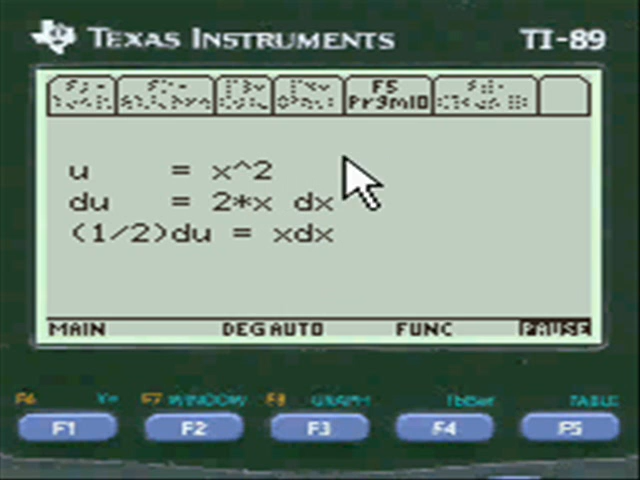 TEXAS INSTRUMENTS TI-89
F5
PrgmIO
u = x^2
du = 2*x dx
(1/2)du = xdx
MAIN DEG AUTO FUNC PAUSE
F6 Y= F7 WINDOW F8 GRAPH TblSet TABLE
F1 F2 F3 F4 F5